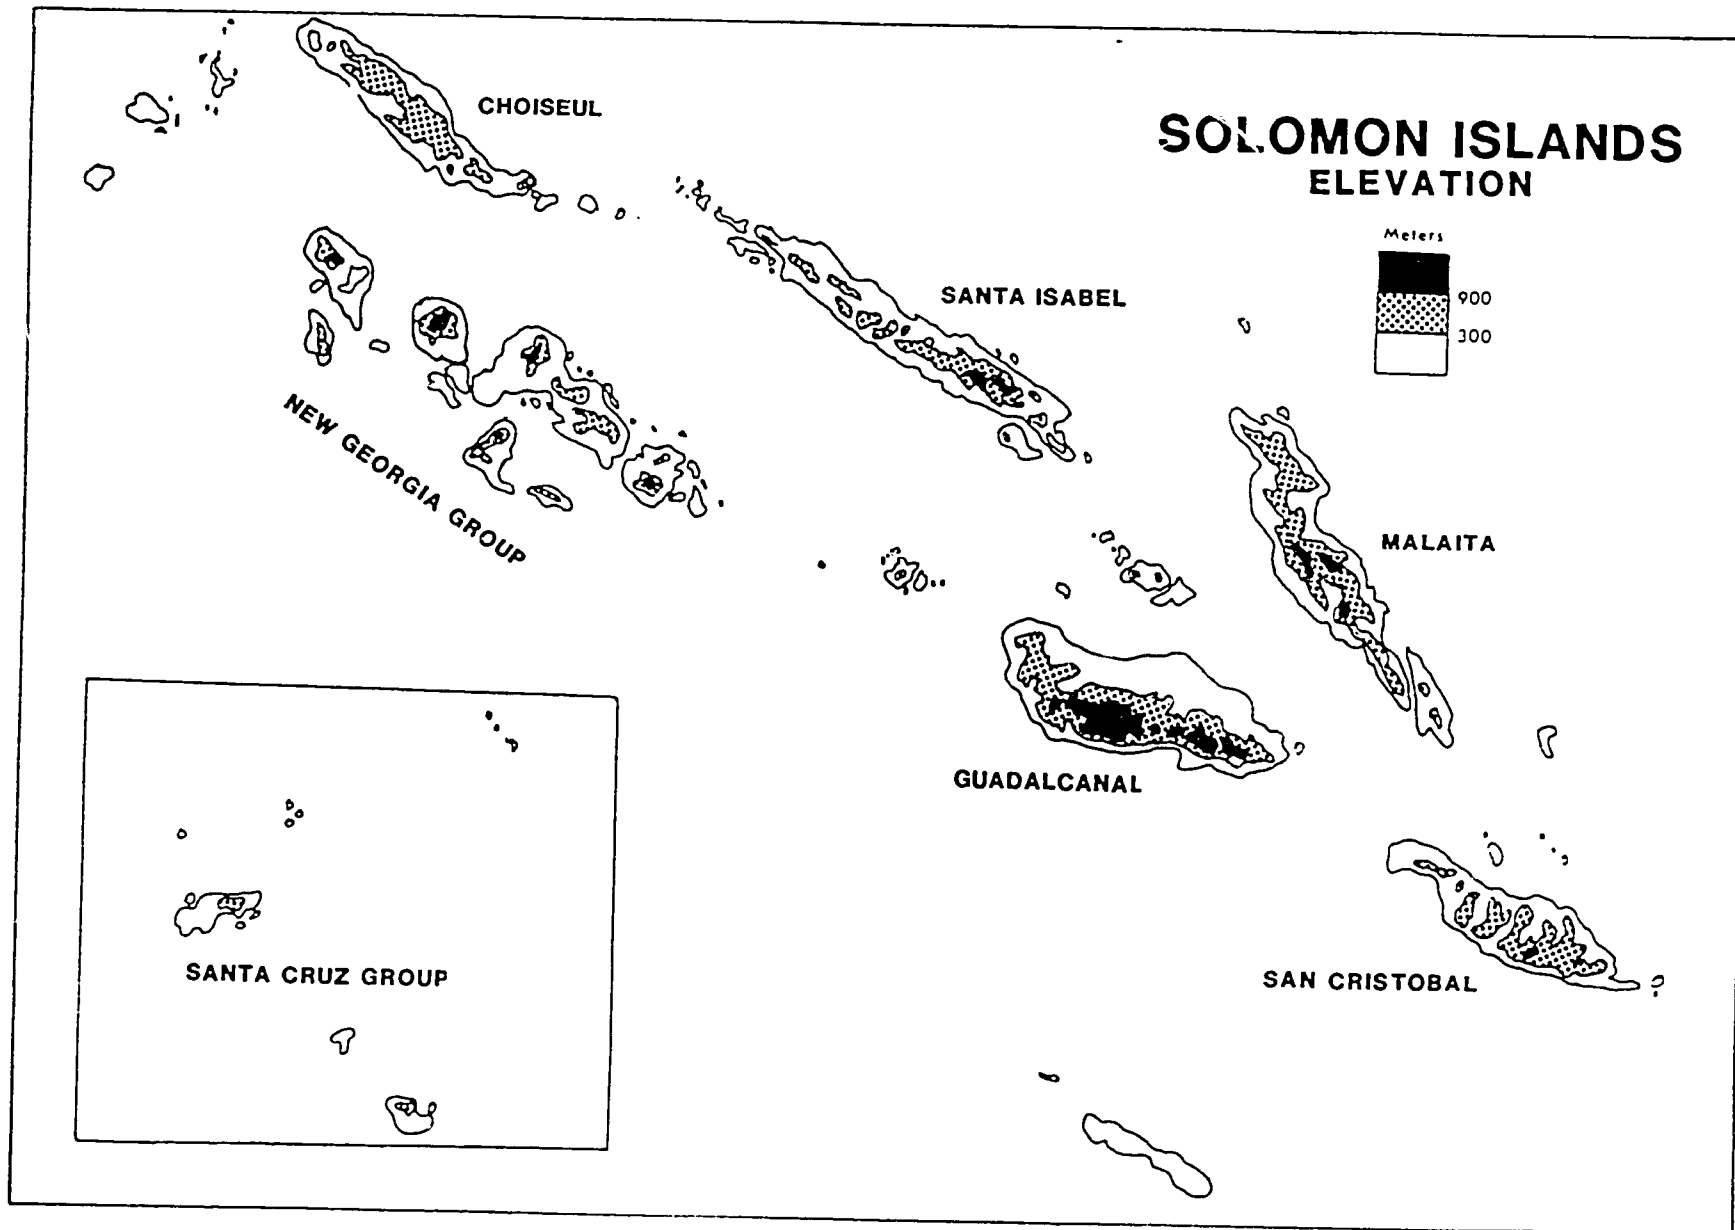 CHOISEUL
SOLOMON ISLANDS
ELEVATION
Meters
900
300
SANTA ISABEL
NEW GEORGIA GROUP
MALAITA
GUADALCANAL
SANTA CRUZ GROUP
SAN CRISTOBAL